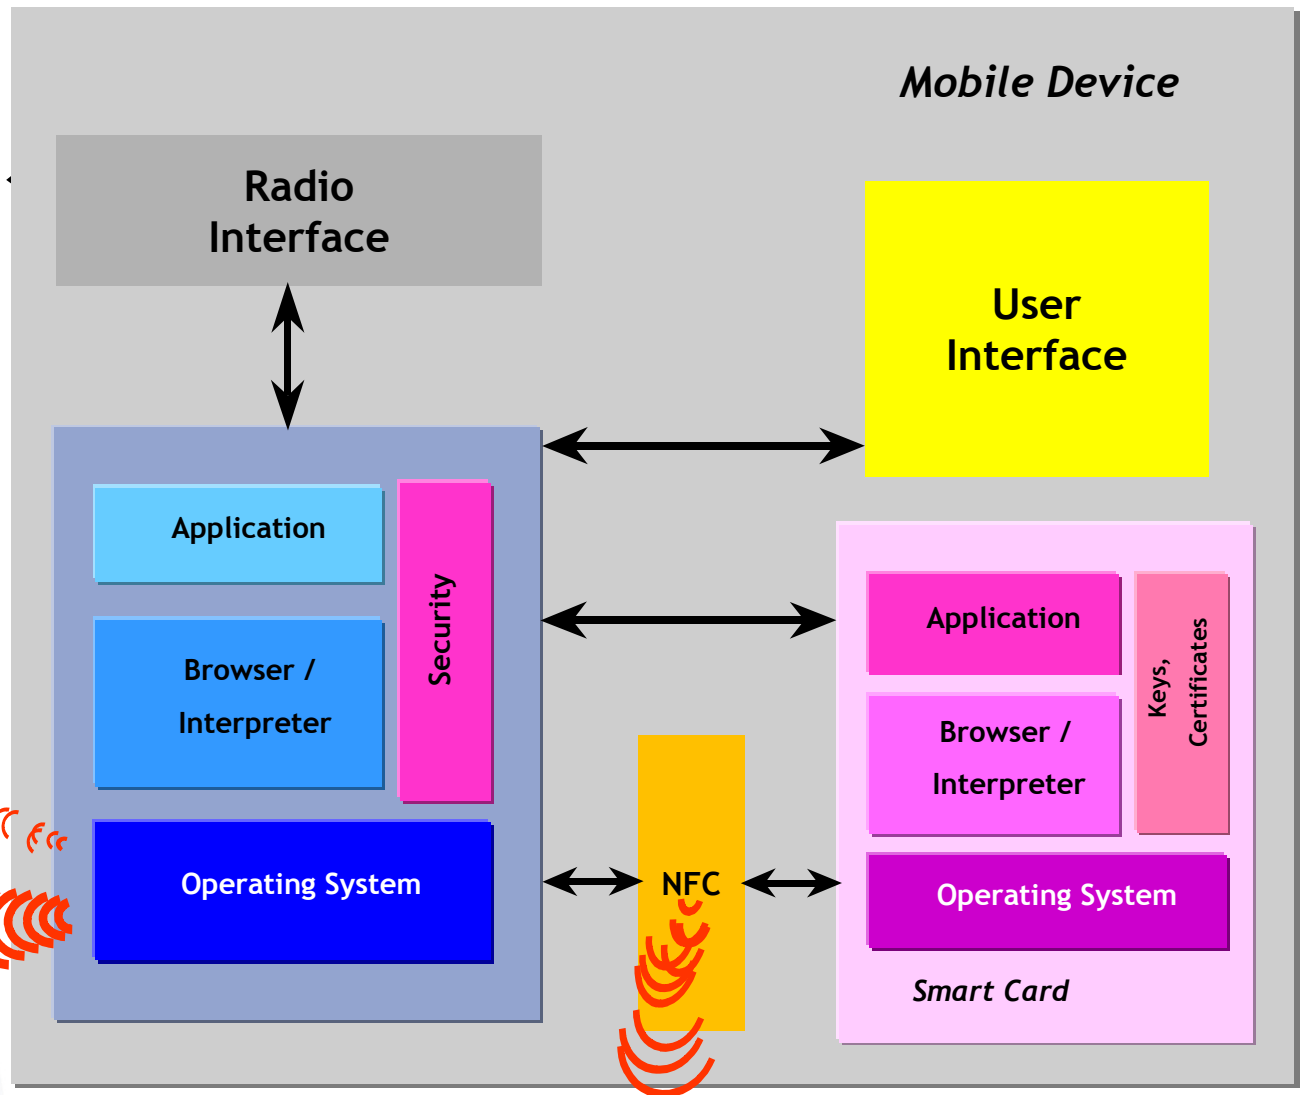 Mobile Device
Radio
Interface
User
Interface
Application
Security
Browser /
Interpreter
Operating System
NFC
Application
Keys,
Certificates
Browser /
Interpreter
Operating System
Smart Card